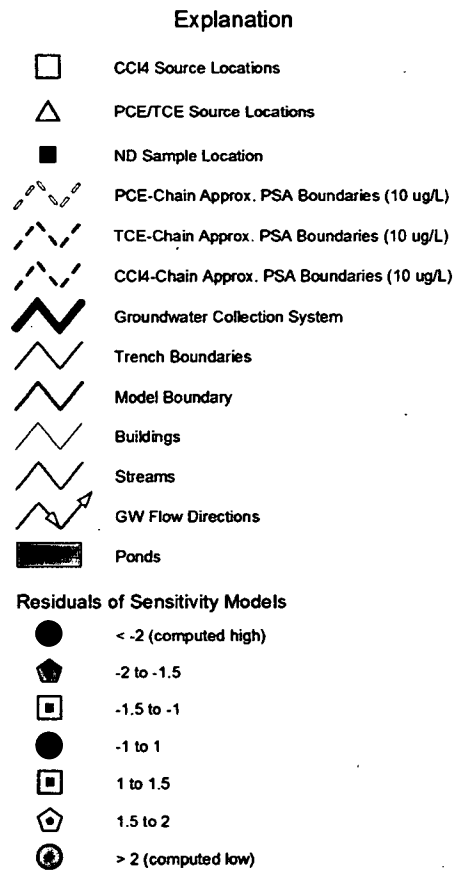 Explanation
CCl4 Source Locations
PCE/TCE Source Locations
ND Sample Location
PCE-Chain Approx. PSA Boundaries (10 ug/L)
TCE-Chain Approx. PSA Boundaries (10 ug/L)
CCl4-Chain Approx. PSA Boundaries (10 ug/L)
Groundwater Collection System
Trench Boundaries
Model Boundary
Buildings
Streams
GW Flow Directions
Ponds
Residuals of Sensitivity Models
< -2 (computed high)
-2 to -1.5
-1.5 to -1
-1 to 1
1 to 1.5
1.5 to 2
> 2 (computed low)